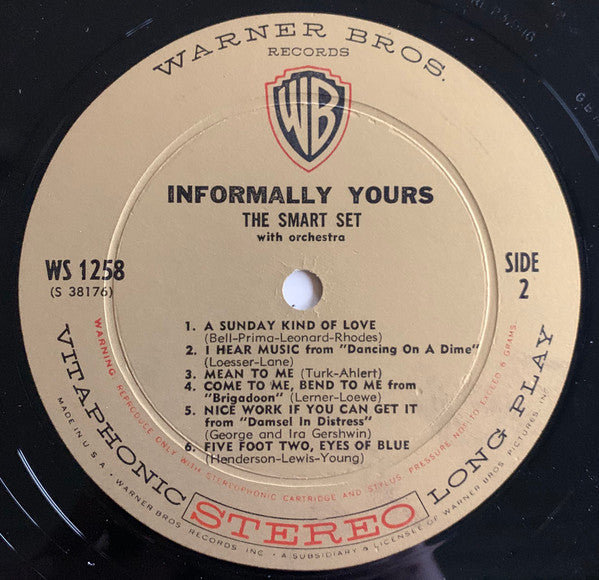 WARNER BROS.
RECORDS
WB
INFORMALLY YOURS
THE SMART SET
with orchestra
WS 1258
(S 38176)
SIDE
2
1. A SUNDAY KIND OF LOVE
(Bell-Prima-Leonard-Rhodes)
2. I HEAR MUSIC from "Dancing On A Dime"
(Loesser-Lane)
3. MEAN TO ME (Turk-Ahlert)
4. COME TO ME, BEND TO ME from
"Brigadoon" (Lerner-Loewe)
5. NICE WORK IF YOU CAN GET IT
from "Damsel In Distress"
(George and Ira Gershwin)
6. FIVE FOOT TWO, EYES OF BLUE
(Henderson-Lewis-Young)
WARNING: REPRODUCE ONLY WITH STEREOPHONIC CARTRIDGE AND STYLUS. PRESSURE NOT TO EXCEED 6 GRAMS.
VITAPHONIC STEREO LONG PLAY
MADE IN U.S.A. • WARNER BROS. RECORDS INC. • A SUBSIDIARY & LICENSEE OF WARNER BROS. PICTURES INC.